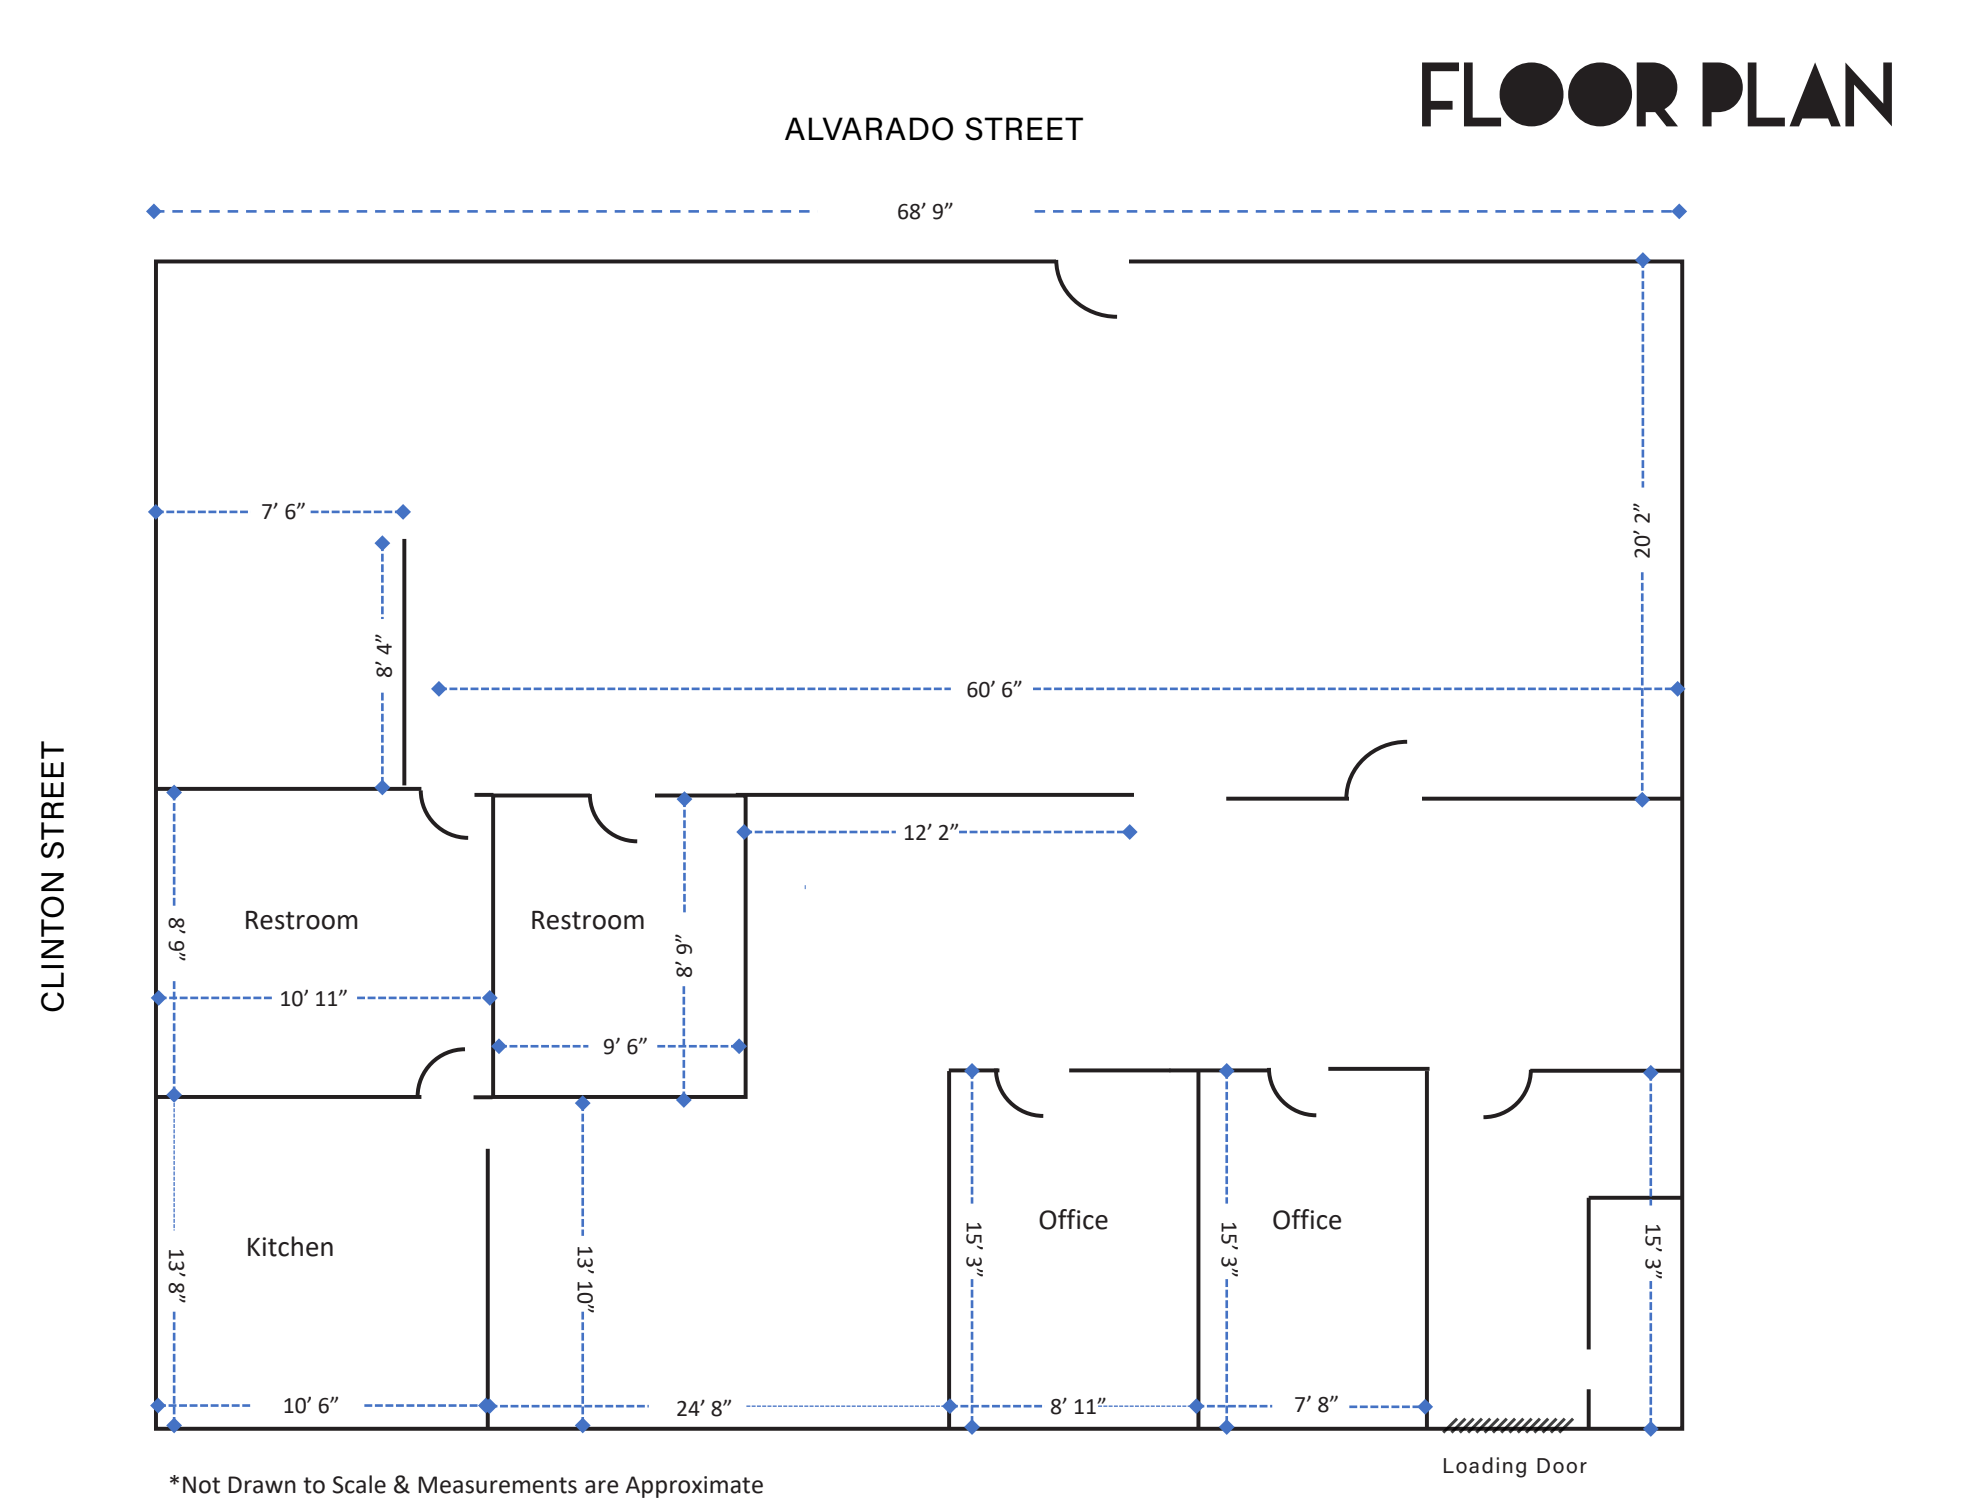 FLOOR PLAN
ALVARADO STREET
68’ 9”
7’ 6”
20’ 2”
8’ 4”
60’ 6”
CLINTON STREET
12’ 2”
8’ 9”
Restroom
Restroom
8’ 9”
10’ 11”
9’ 6”
Kitchen
13’ 8”
13’ 10”
Office
Office
15’ 3”
15’ 3”
15’ 3”
10’ 6”
24’ 8”
8’ 11”
7’ 8”
Loading Door
*Not Drawn to Scale & Measurements are Approximate